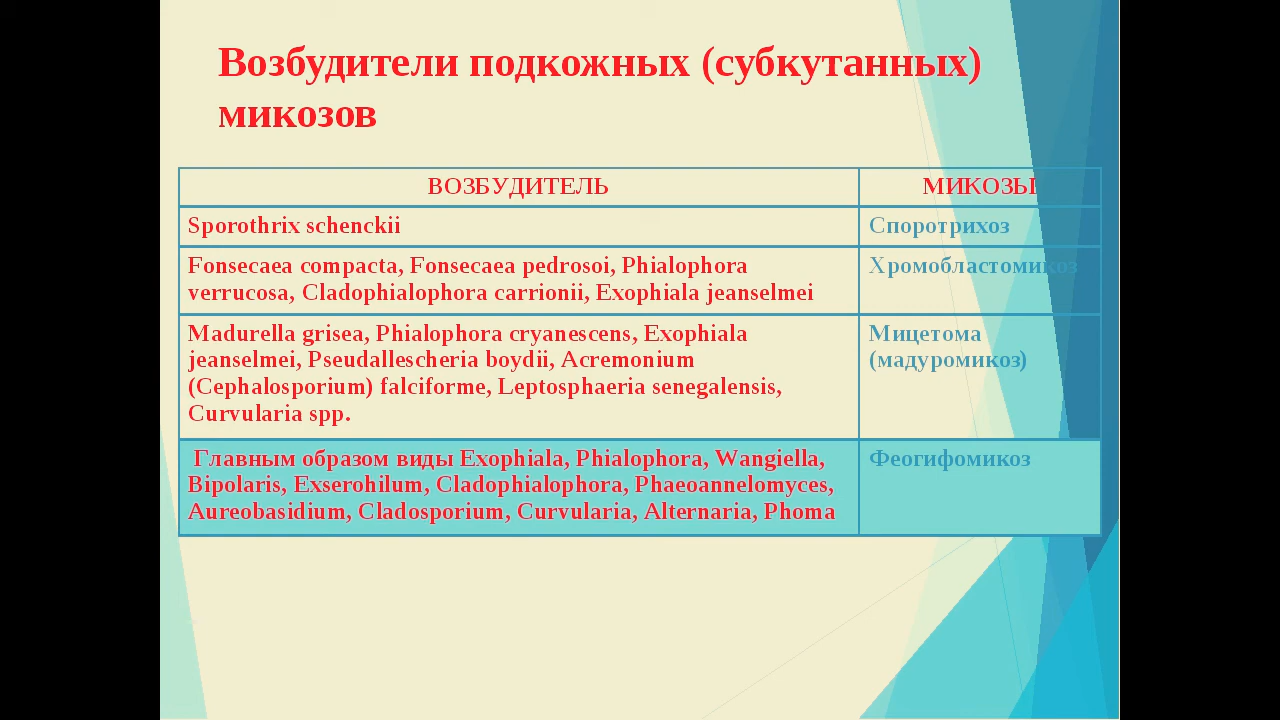 Возбудители подкожных (субкутанных)
микозов
ВОЗБУДИТЕЛЬ
МИКОЗЫ
Sporothrix schenckii
Споротрихоз
Fonsecaea compacta, Fonsecaea pedrosoi, Phialophora
verrucosa, Cladophialophora carrionii, Exophiala jeanselmei
Хромобластомикоз
Madurella grisea, Phialophora cryanescens, Exophiala
jeanselmei, Pseudallescheria boydii, Acremonium
(Cephalosporium) falciforme, Leptosphaeria senegalensis,
Curvularia spp.
Мицетома
(мадуромикоз)
Главным образом виды Exophiala, Phialophora, Wangiella,
Bipolaris, Exserohilum, Cladophialophora, Phaeoannelomyces,
Aureobasidium, Cladosporium, Curvularia, Alternaria, Phoma
Феогифомикоз